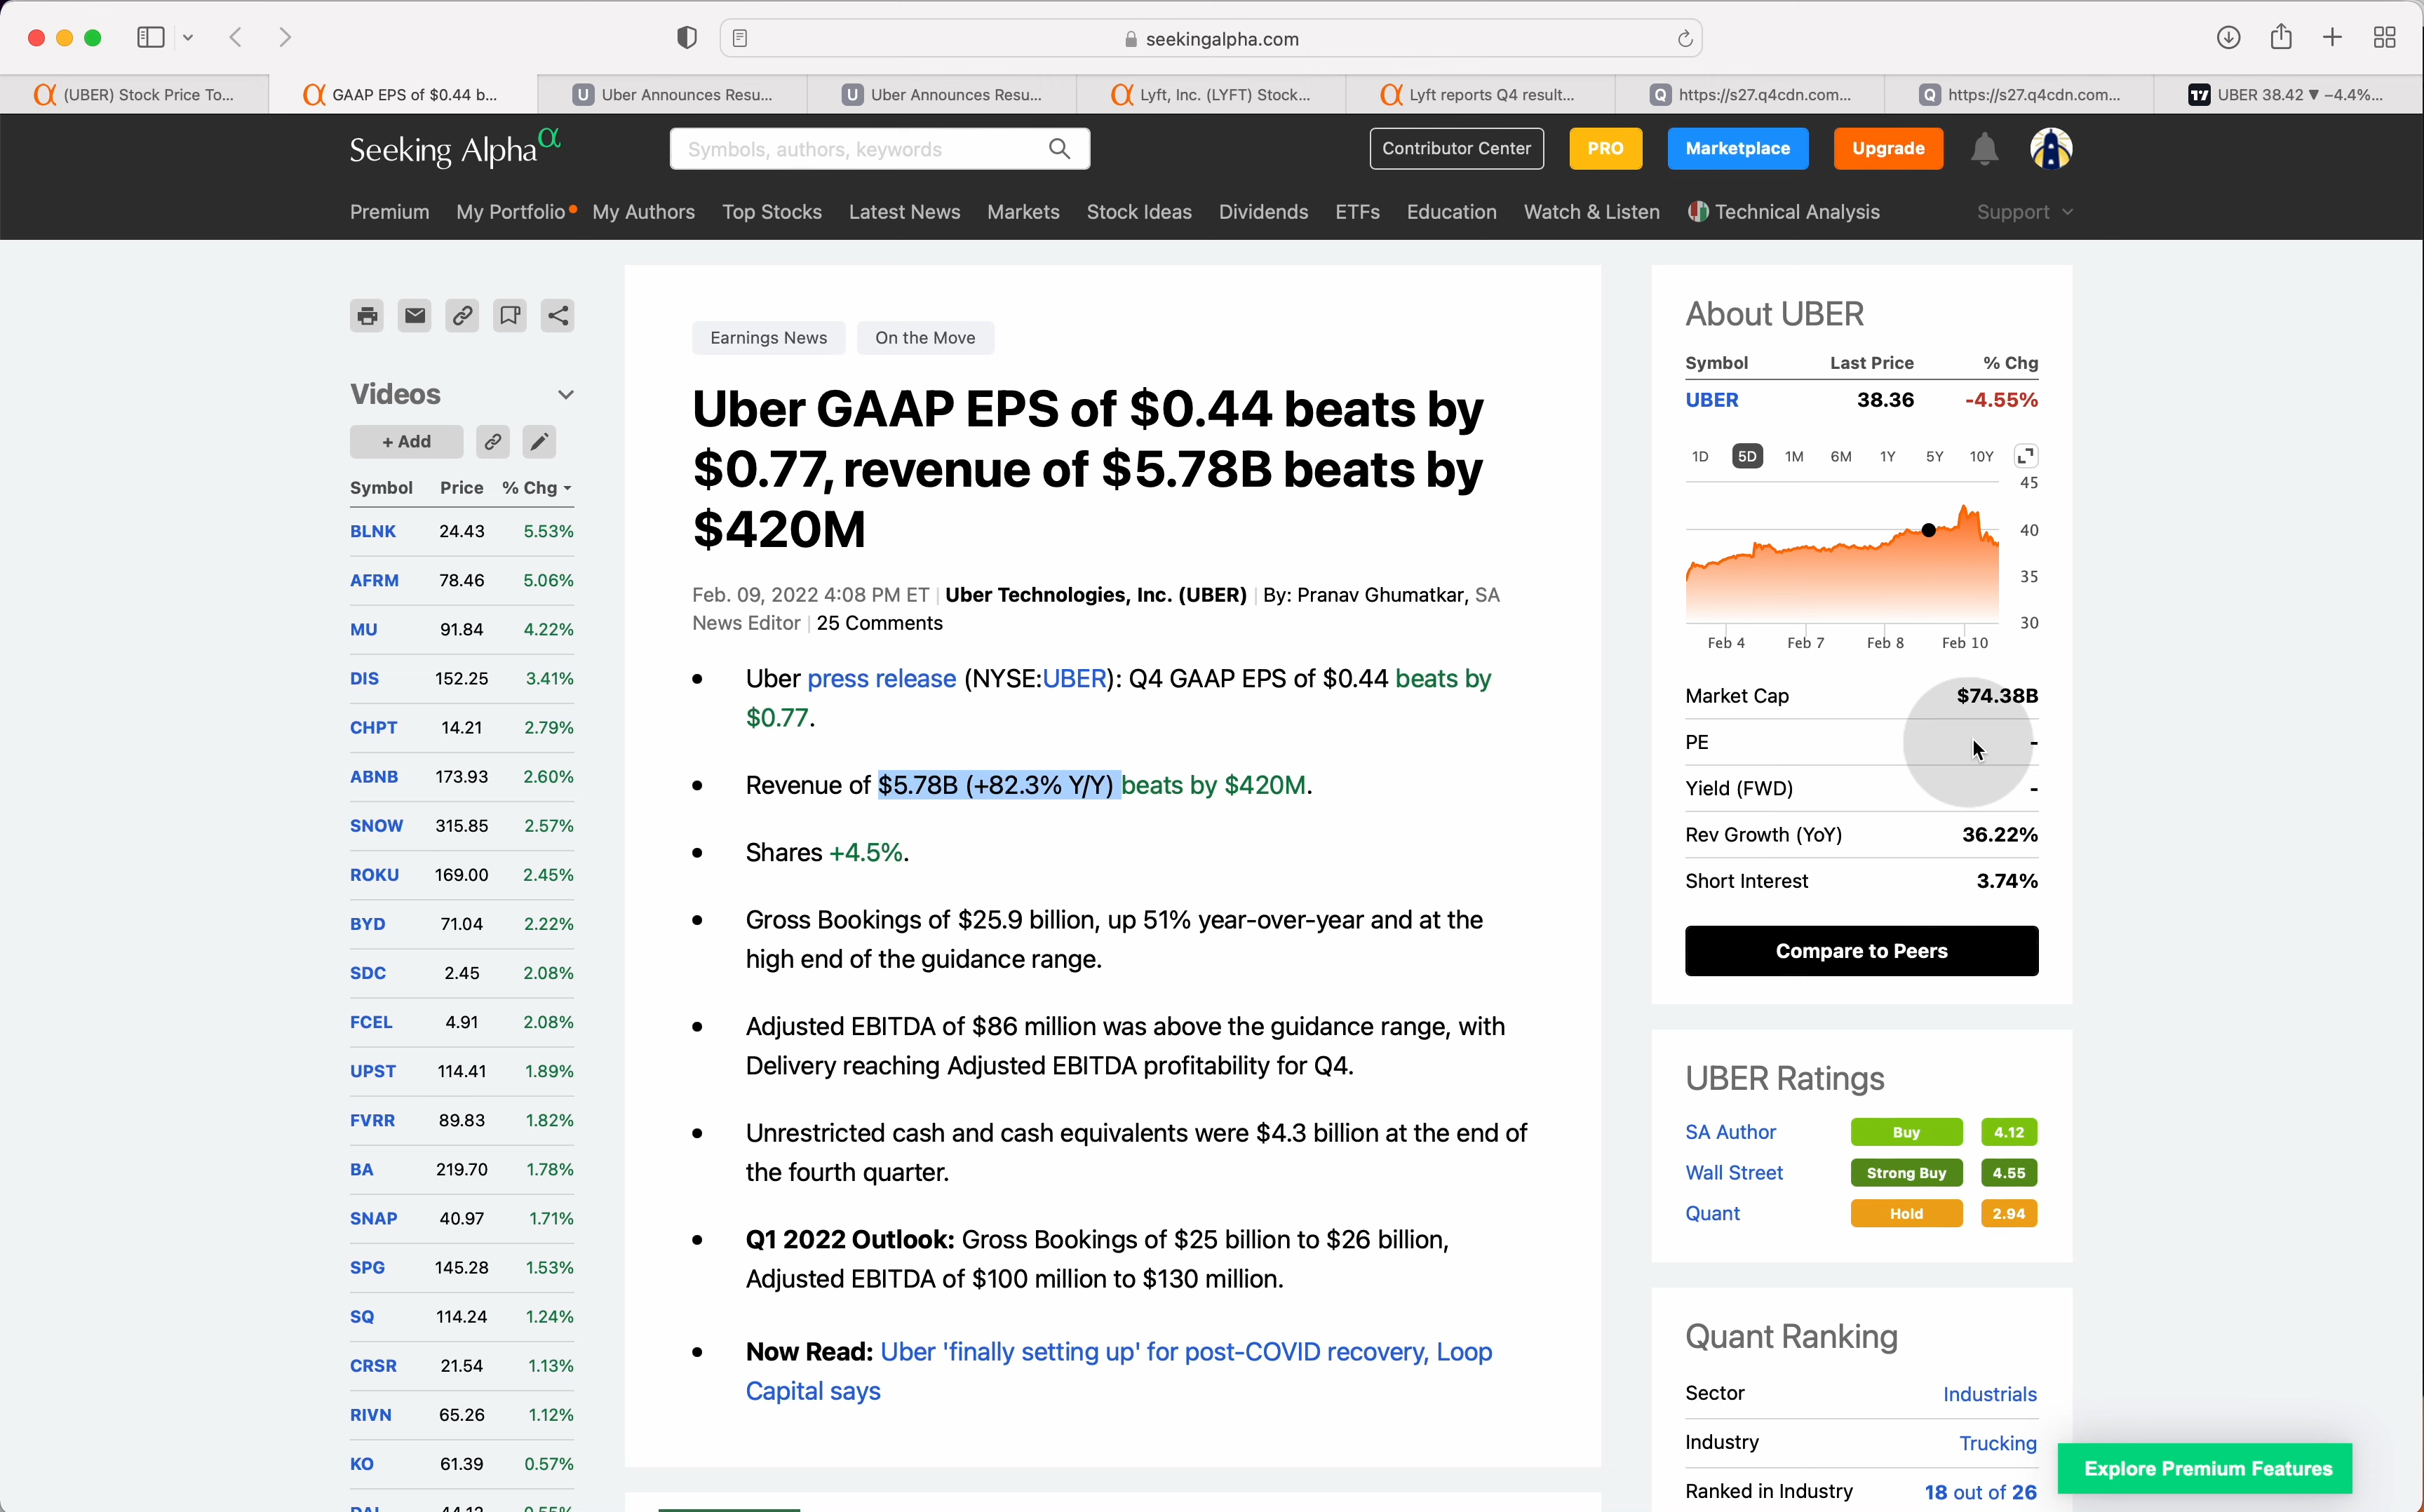 seekingalpha.com
(UBER) Stock Price To...
GAAP EPS of $0.44 b...
Uber Announces Resu...
Uber Announces Resu...
Lyft, Inc. (LYFT) Stock...
Lyft reports Q4 result...
https://s27.q4cdn.com...
https://s27.q4cdn.com...
UBER 38.42 ▼ −4.4%...
Seeking Alpha α
Symbols, authors, keywords
Contributor Center
PRO
Marketplace
Upgrade
Premium My Portfolio My Authors Top Stocks Latest News Markets Stock Ideas Dividends ETFs Education Watch & Listen Technical Analysis Support
Videos
+ Add
Symbol Price % Chg
BLNK 24.43 5.53%
AFRM 78.46 5.06%
MU 91.84 4.22%
DIS 152.25 3.41%
CHPT 14.21 2.79%
ABNB 173.93 2.60%
SNOW 315.85 2.57%
ROKU 169.00 2.45%
BYD 71.04 2.22%
SDC 2.45 2.08%
FCEL 4.91 2.08%
UPST 114.41 1.89%
FVRR 89.83 1.82%
BA 219.70 1.78%
SNAP 40.97 1.71%
SPG 145.28 1.53%
SQ 114.24 1.24%
CRSR 21.54 1.13%
RIVN 65.26 1.12%
KO 61.39 0.57%
Earnings News
On the Move
Uber GAAP EPS of $0.44 beats by
$0.77, revenue of $5.78B beats by
$420M
Feb. 09, 2022 4:08 PM ET | Uber Technologies, Inc. (UBER) | By: Pranav Ghumatkar, SA
News Editor | 25 Comments
• Uber press release (NYSE:UBER): Q4 GAAP EPS of $0.44 beats by
$0.77.
• Revenue of $5.78B (+82.3% Y/Y) beats by $420M.
• Shares +4.5%.
• Gross Bookings of $25.9 billion, up 51% year-over-year and at the
high end of the guidance range.
• Adjusted EBITDA of $86 million was above the guidance range, with
Delivery reaching Adjusted EBITDA profitability for Q4.
• Unrestricted cash and cash equivalents were $4.3 billion at the end of
the fourth quarter.
• Q1 2022 Outlook: Gross Bookings of $25 billion to $26 billion,
Adjusted EBITDA of $100 million to $130 million.
• Now Read: Uber 'finally setting up' for post-COVID recovery, Loop
Capital says
About UBER
Symbol Last Price % Chg
UBER 38.36 -4.55%
1D 5D 1M 6M 1Y 5Y 10Y
45
40
35
30
Feb 4 Feb 7 Feb 8 Feb 10
Market Cap $74.38B
PE -
Yield (FWD) -
Rev Growth (YoY) 36.22%
Short Interest 3.74%
Compare to Peers
UBER Ratings
SA Author Buy 4.12
Wall Street Strong Buy 4.55
Quant Hold 2.94
Quant Ranking
Sector Industrials
Industry Trucking
Ranked in Industry 18 out of 26
Explore Premium Features